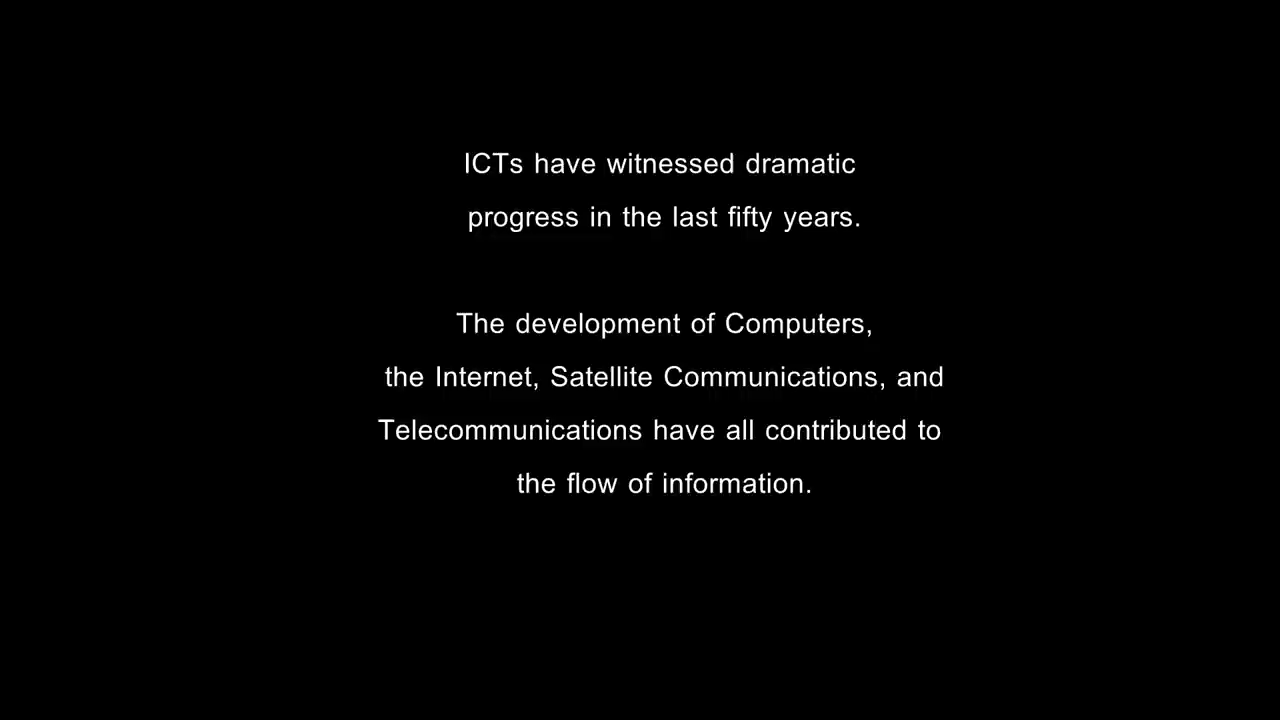 ICTs have witnessed dramatic
progress in the last fifty years.
The development of Computers,
the Internet, Satellite Communications, and
Telecommunications have all contributed to
the flow of information.